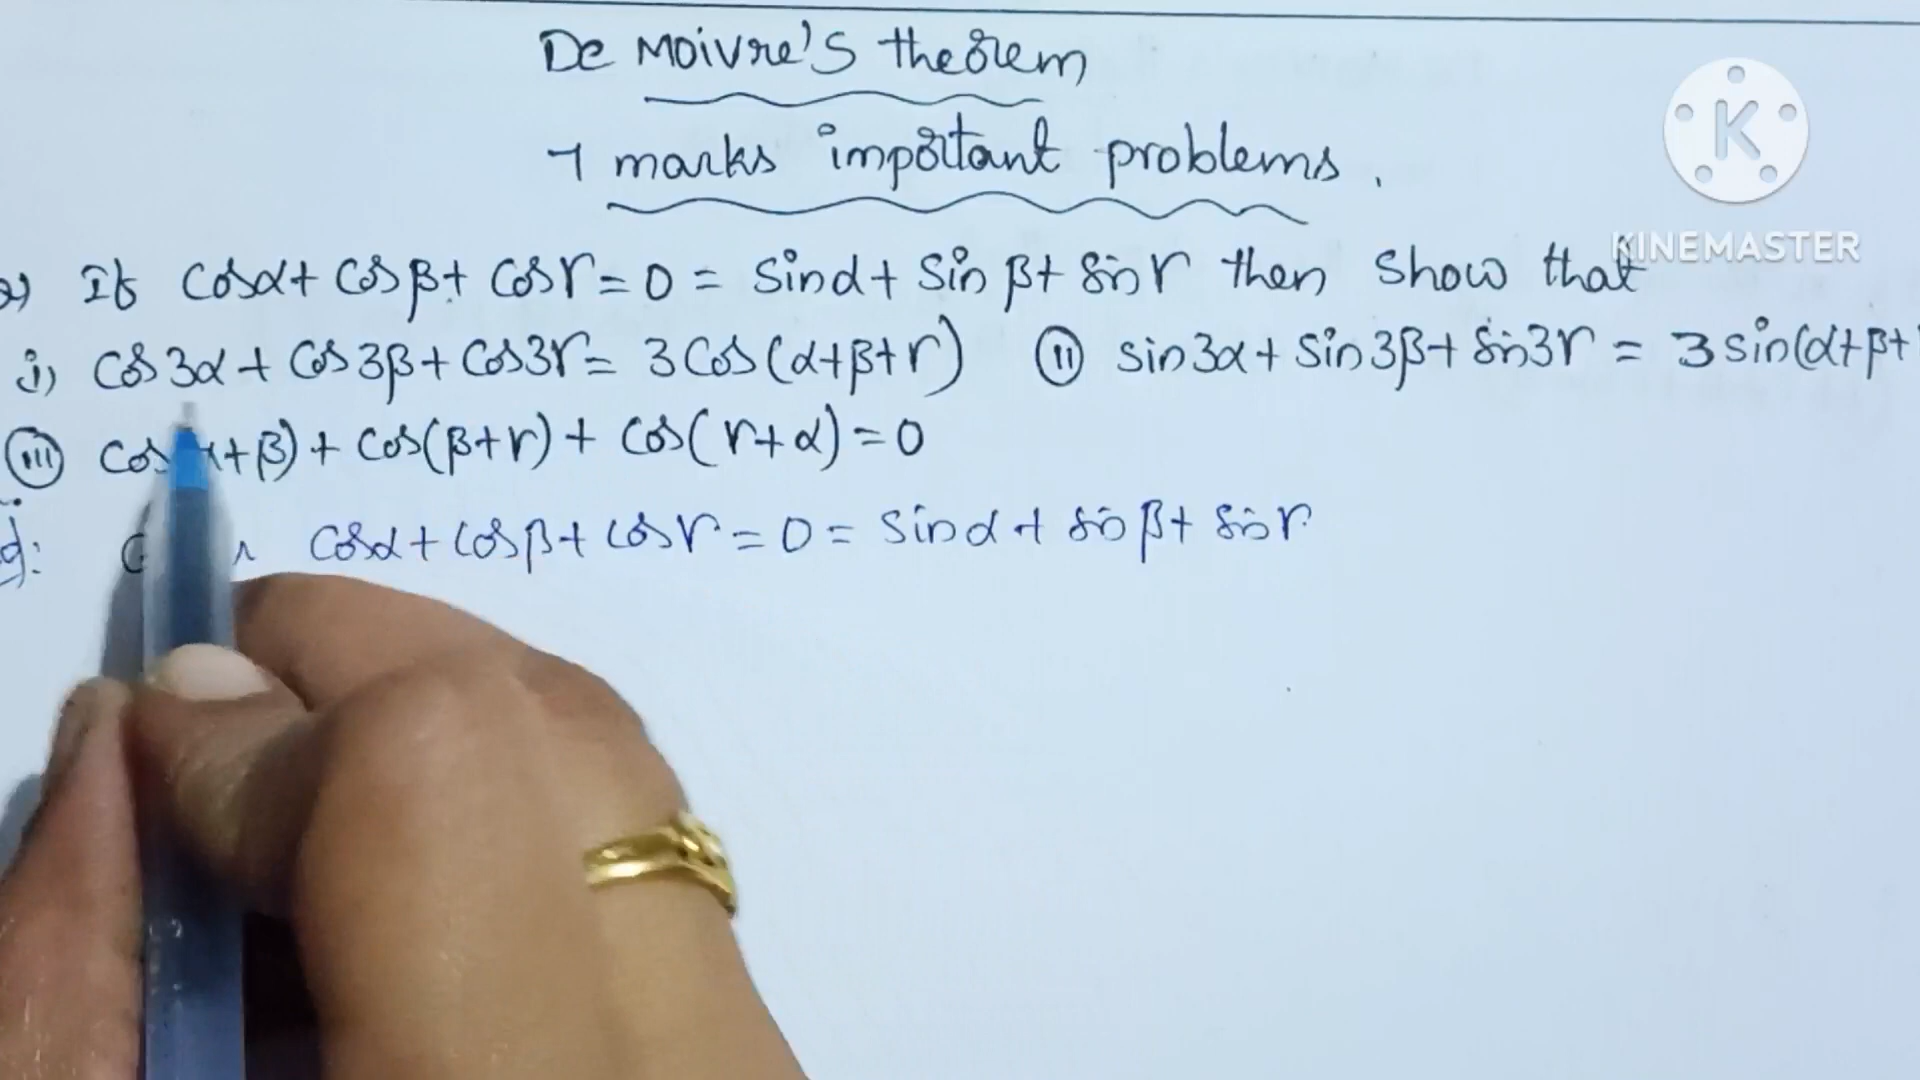 De Moivre's theorem
7 marks important problems.
K
KINEMASTER
If cosα + cosβ + cosr = 0 = sinα + sin β + sin r then show that
i) cos3α + cos3β + cos3r = 3cos(α+β+r) (ii) sin3α + sin3β + sin3r = 3sin(α+β+
(iii) cos +β) + cos(β+r) + cos(r+α) = 0
cosα + cosβ + cosr = 0 = sinα + sinβ + sinr